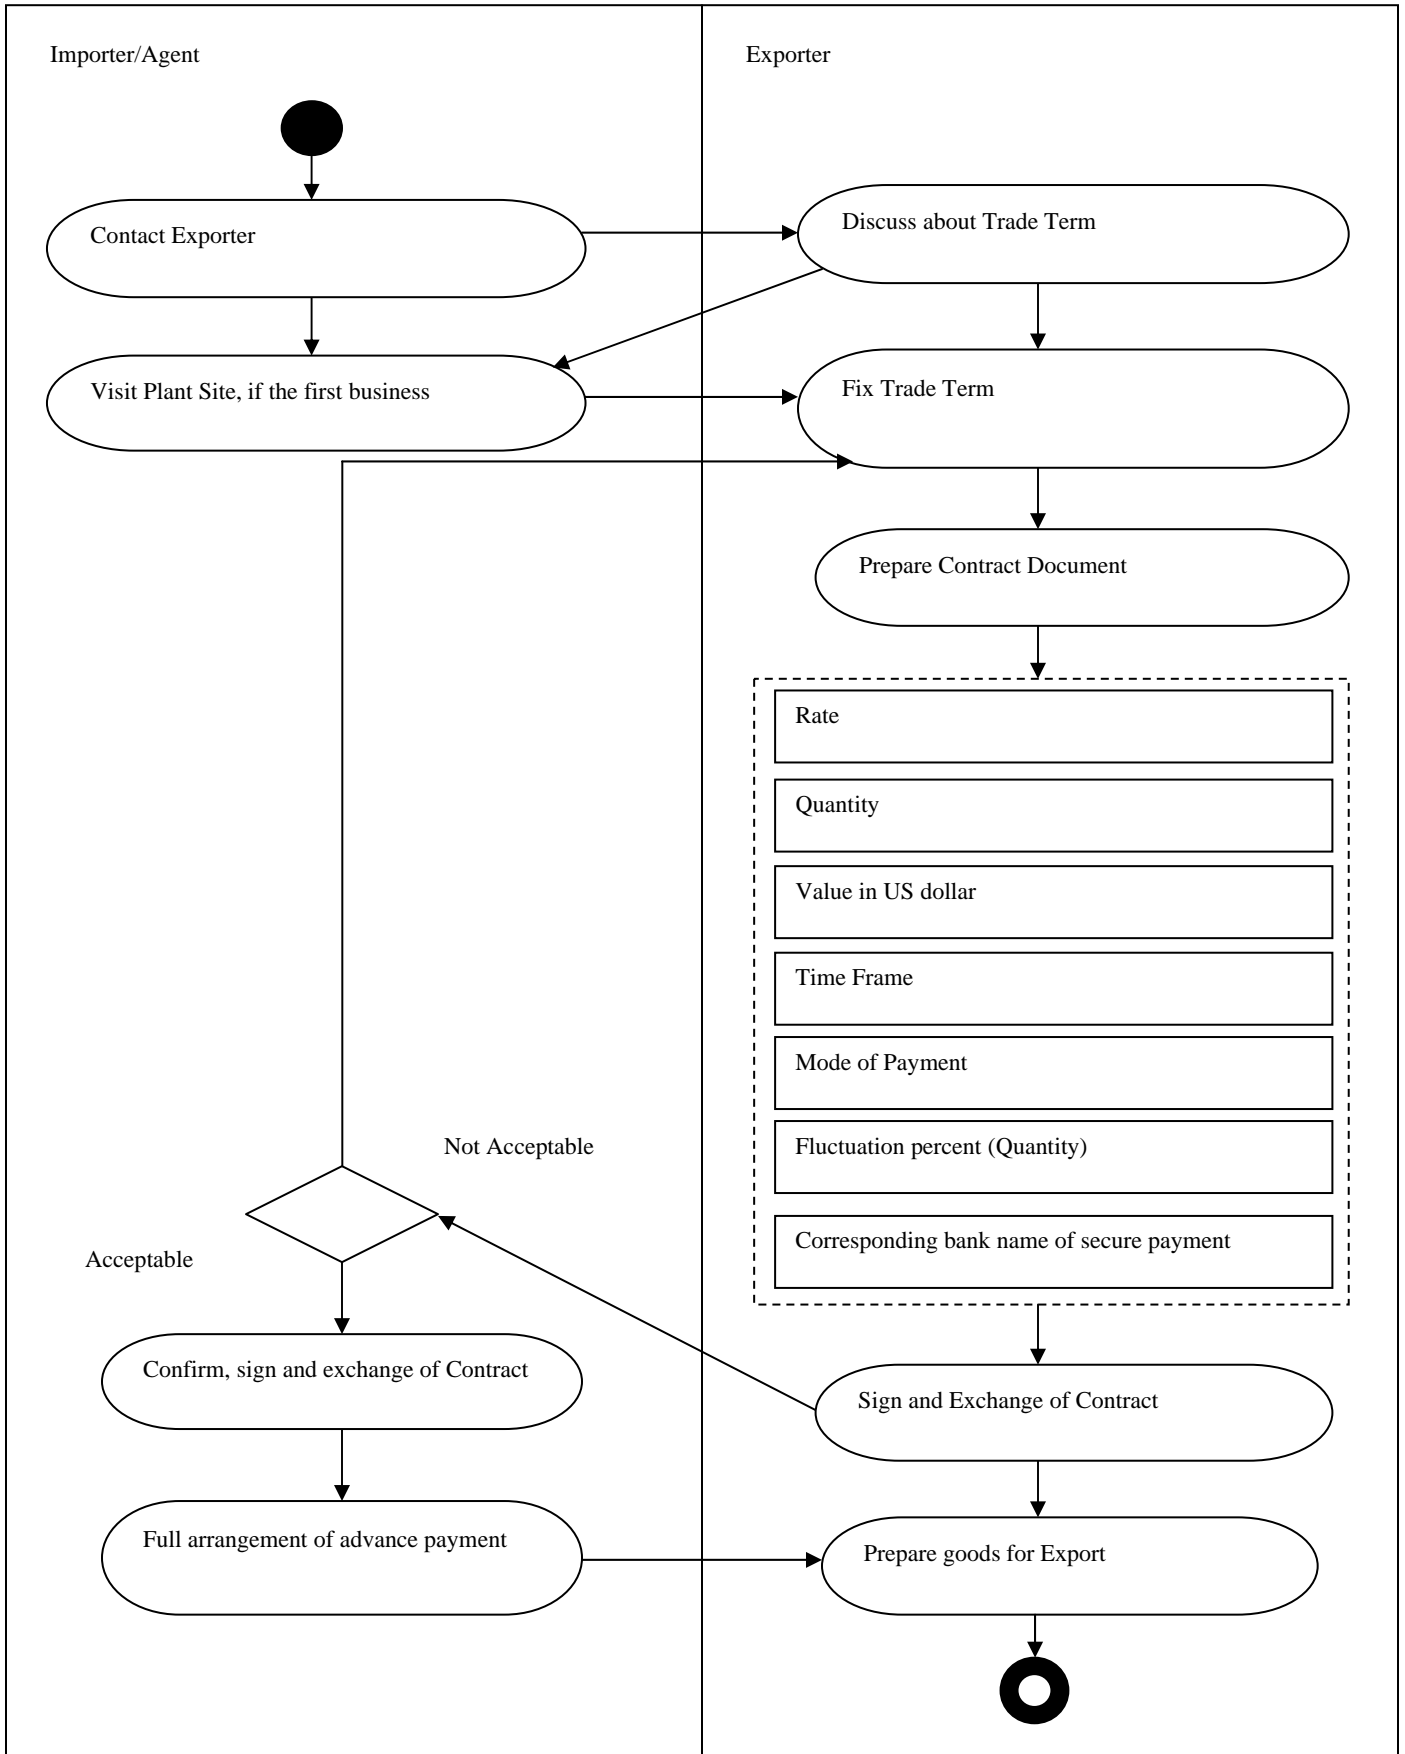 Importer/Agent
Exporter
Contact Exporter
Discuss about Trade Term
Visit Plant Site, if the first business
Fix Trade Term
Prepare Contract Document
Rate
Quantity
Value in US dollar
Time Frame
Mode of Payment
Fluctuation percent (Quantity)
Corresponding bank name of secure payment
Not Acceptable
Acceptable
Confirm, sign and exchange of Contract
Sign and Exchange of Contract
Full arrangement of advance payment
Prepare goods for Export